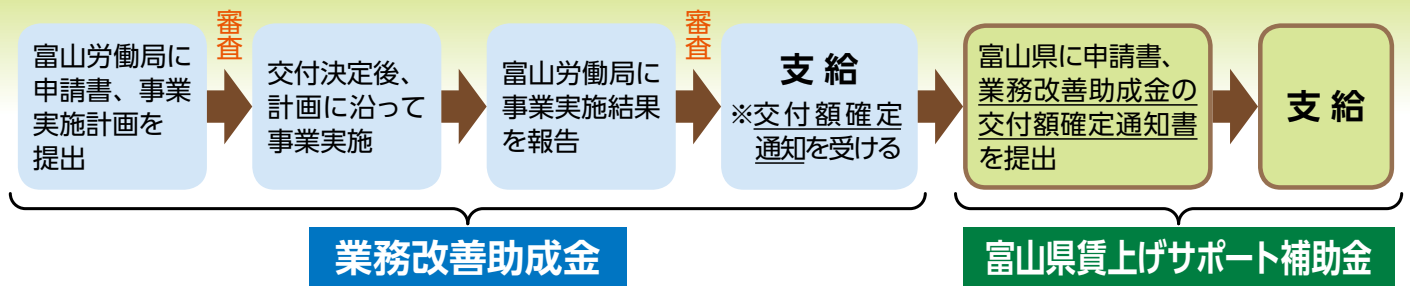 富山労働局に
申請書、事業
実施計画を
提出
審査
交付決定後、
計画に沿って
事業実施
富山労働局に
事業実施結果
を報告
審査
支給
※交付額確定
通知を受ける
富山県に申請書、
業務改善助成金の
交付額確定通知書
を提出
支給
業務改善助成金
富山県賃上げサポート補助金